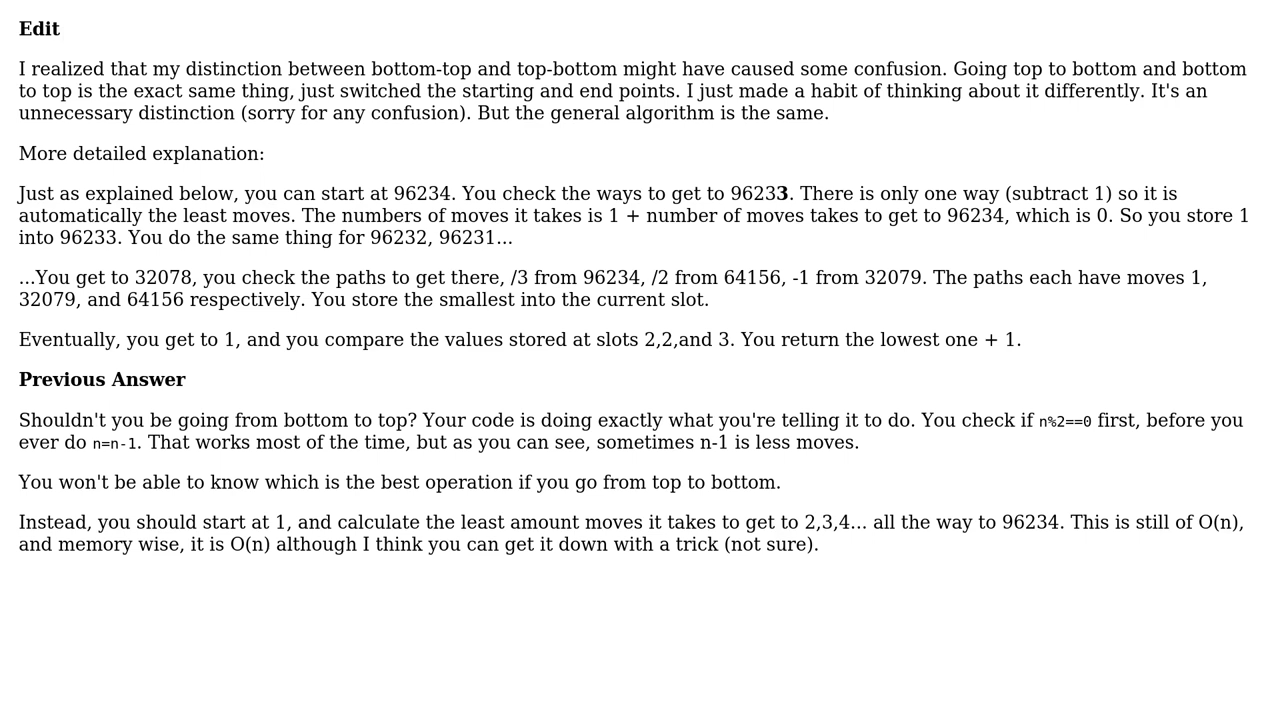 Edit
I realized that my distinction between bottom-top and top-bottom might have caused some confusion. Going top to bottom and bottom
to top is the exact same thing, just switched the starting and end points. I just made a habit of thinking about it differently. It's an
unnecessary distinction (sorry for any confusion). But the general algorithm is the same.
More detailed explanation:
Just as explained below, you can start at 96234. You check the ways to get to 96233. There is only one way (subtract 1) so it is
automatically the least moves. The numbers of moves it takes is 1 + number of moves takes to get to 96234, which is 0. So you store 1
into 96233. You do the same thing for 96232, 96231...
...You get to 32078, you check the paths to get there, /3 from 96234, /2 from 64156, -1 from 32079. The paths each have moves 1,
32079, and 64156 respectively. You store the smallest into the current slot.
Eventually, you get to 1, and you compare the values stored at slots 2,2,and 3. You return the lowest one + 1.
Previous Answer
Shouldn't you be going from bottom to top? Your code is doing exactly what you're telling it to do. You check if n%2==0 first, before you
ever do n=n-1. That works most of the time, but as you can see, sometimes n-1 is less moves.
You won't be able to know which is the best operation if you go from top to bottom.
Instead, you should start at 1, and calculate the least amount moves it takes to get to 2,3,4... all the way to 96234. This is still of O(n),
and memory wise, it is O(n) although I think you can get it down with a trick (not sure).